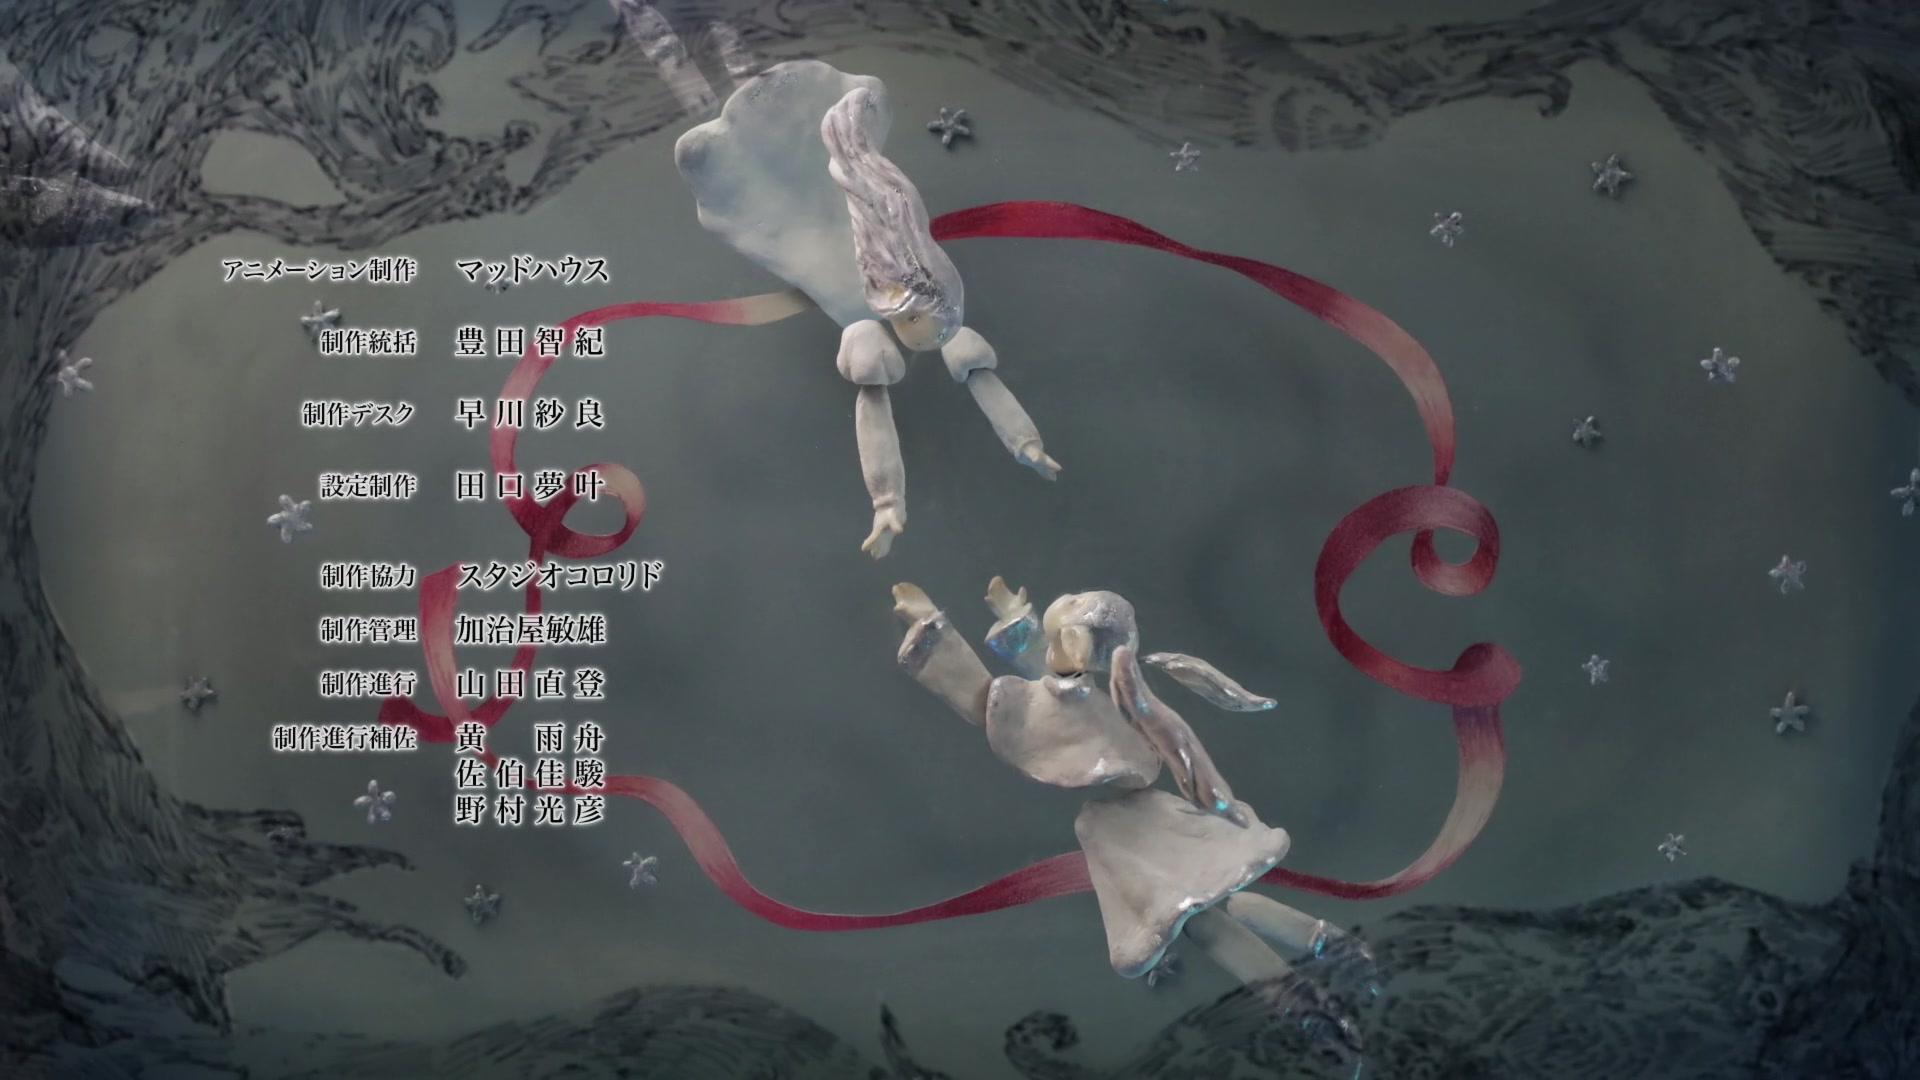 アニメーション制作 マッドハウス
制作統括 豊田智紀
制作デスク 早川紗良
設定制作 田口夢叶
制作協力 スタジオコロリド
制作管理 加治屋敏雄
制作進行 山田直登
制作進行補佐 黄 雨舟
佐伯佳駿
野村光彦